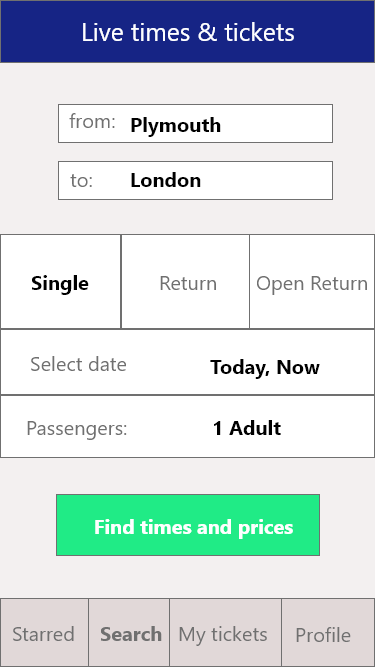 Live times & tickets
from: Plymouth
to: London
Single Return Open Return
Select date Today, Now
Passengers: 1 Adult
Find times and prices
Starred Search My tickets Profile